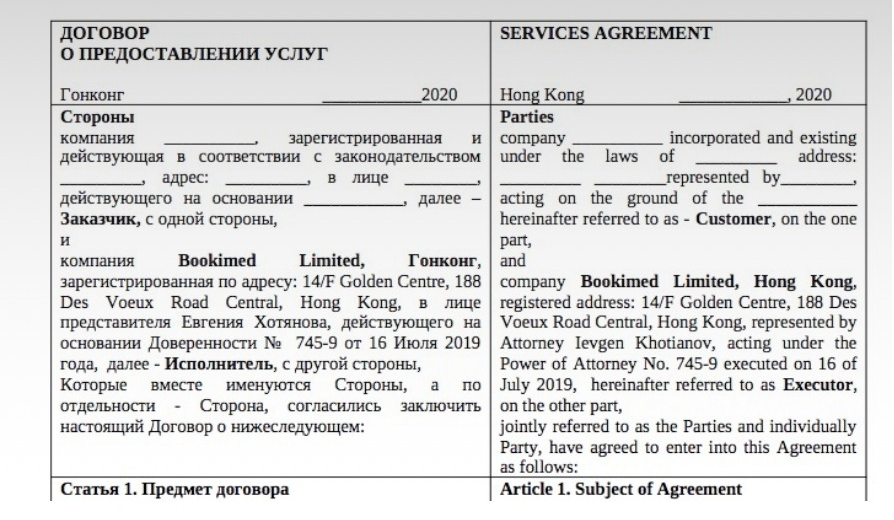 ДОГОВОР
О ПРЕДОСТАВЛЕНИИ УСЛУГ
Гонконг ___________2020
Стороны
компания __________, зарегистрированная и
действующая в соответствии с законодательством
_________, адрес: _________, в лице ________,
действующего на основании ___________, далее –
Заказчик, с одной стороны,
и
компания Bookimed Limited, Гонконг,
зарегистрированная по адресу: 14/F Golden Centre, 188
Des Voeux Road Central, Hong Kong, в лице
представителя Евгения Хотянова, действующего на
основании Доверенности № 745-9 от 16 Июля 2019
года, далее - Исполнитель, с другой стороны,
Которые вместе именуются Стороны, а по
отдельности - Сторона, согласились заключить
настоящий Договор о нижеследующем:
Статья 1. Предмет договора
SERVICES AGREEMENT
Hong Kong ____________, 2020
Parties
company __________ incorporated and existing
under the laws of _________ address:
_________ ________represented by________,
acting on the ground of the ___________
hereinafter referred to as - Customer, on the one
part,
and
company Bookimed Limited, Hong Kong,
registered address: 14/F Golden Centre, 188 Des
Voeux Road Central, Hong Kong, represented by
Attorney Ievgen Khotianov, acting under the
Power of Attorney No. 745-9 executed on 16 of
July 2019, hereinafter referred to as Executor,
on the other part,
jointly referred to as the Parties and individually
Party, have agreed to enter into this Agreement
as follows:
Article 1. Subject of Agreement